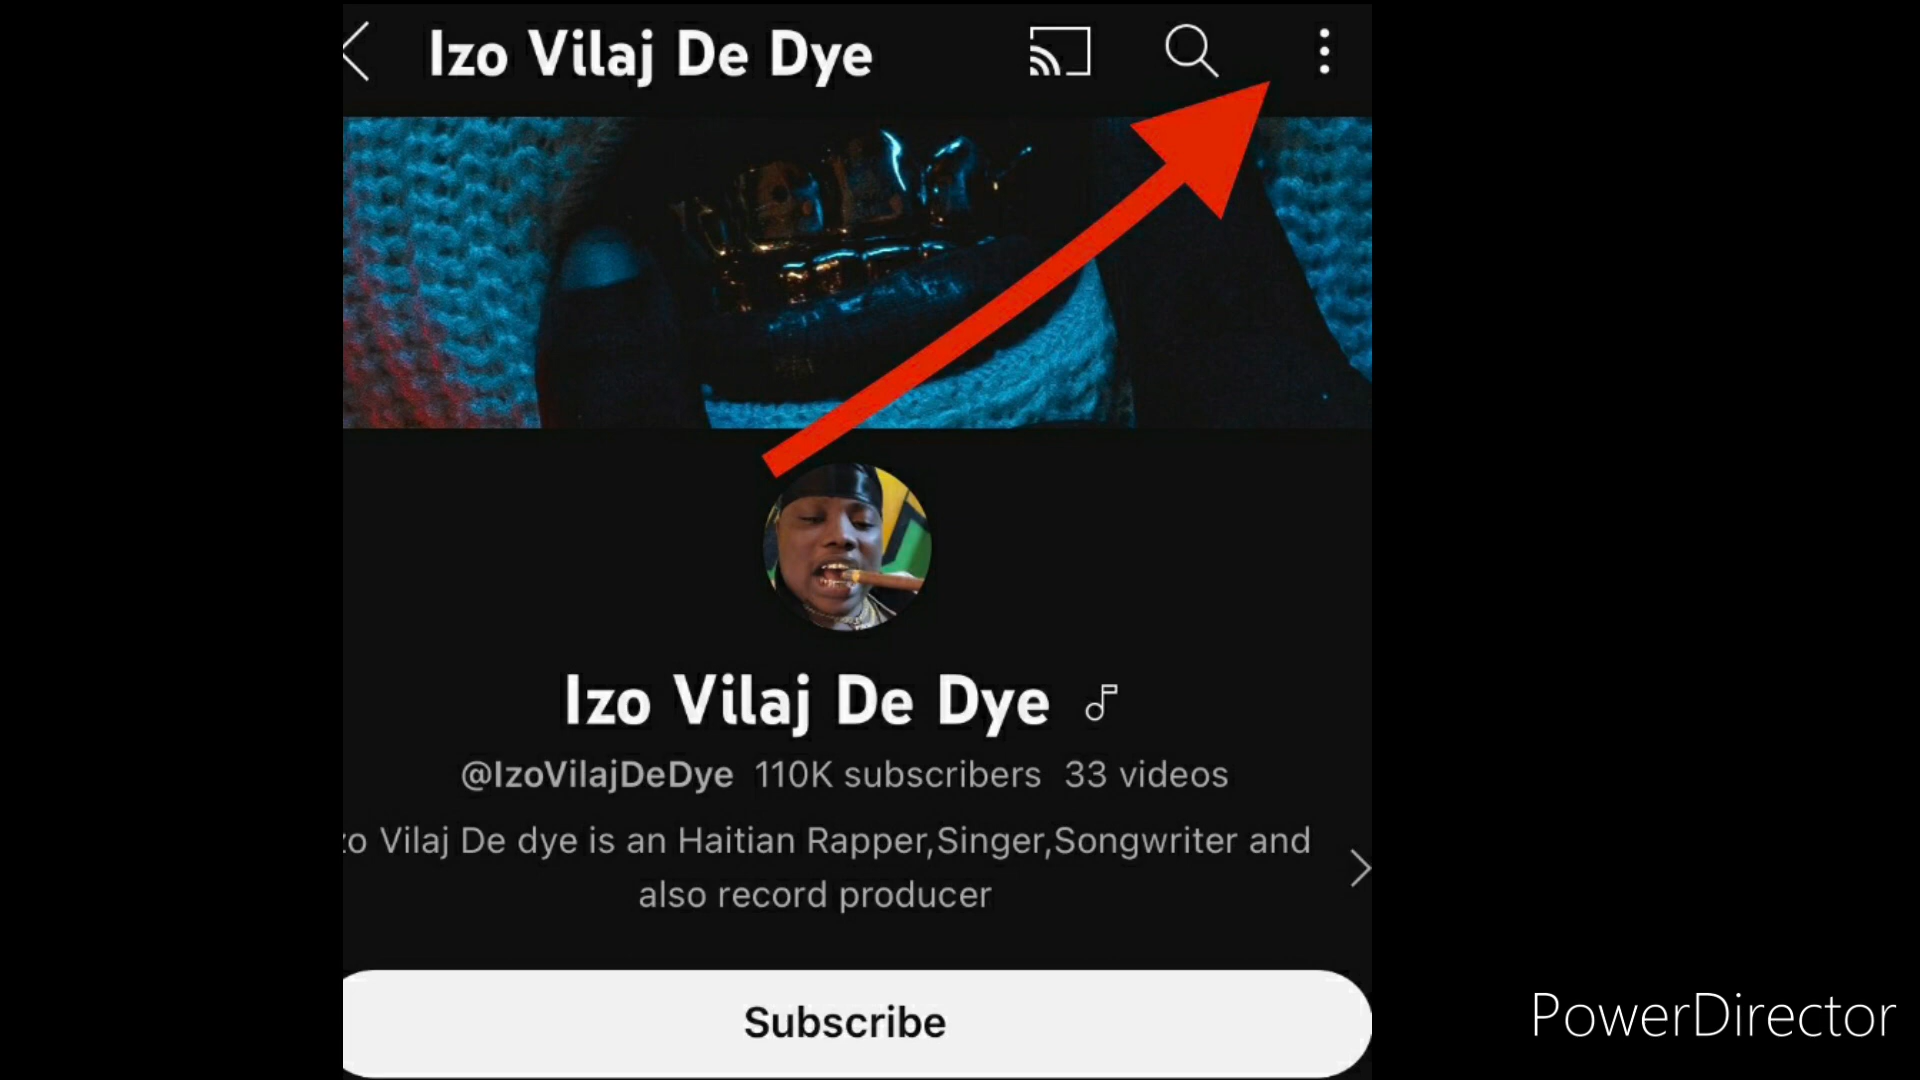 Izo Vilaj De Dye
Izo Vilaj De Dye
@IzoVilajDeDye 110K subscribers 33 videos
zo Vilaj De dye is an Haitian Rapper,Singer,Songwriter and
also record producer
Subscribe
PowerDirector